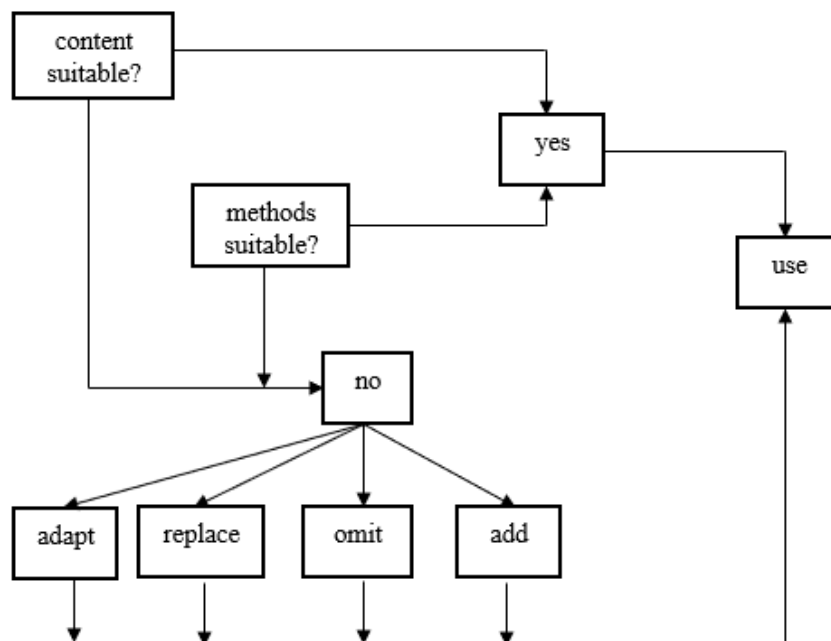 content
suitable?
yes
methods
suitable?
use
no
adapt
replace
omit
add